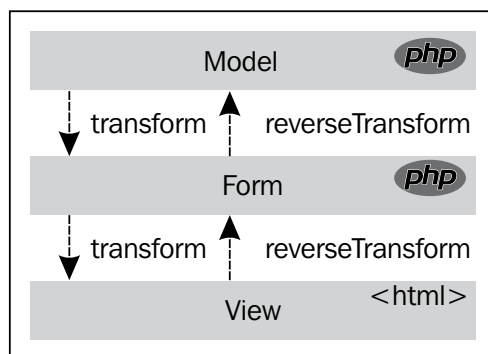 Model
php
transform reverseTransform
Form
php
transform reverseTransform
<html>
View